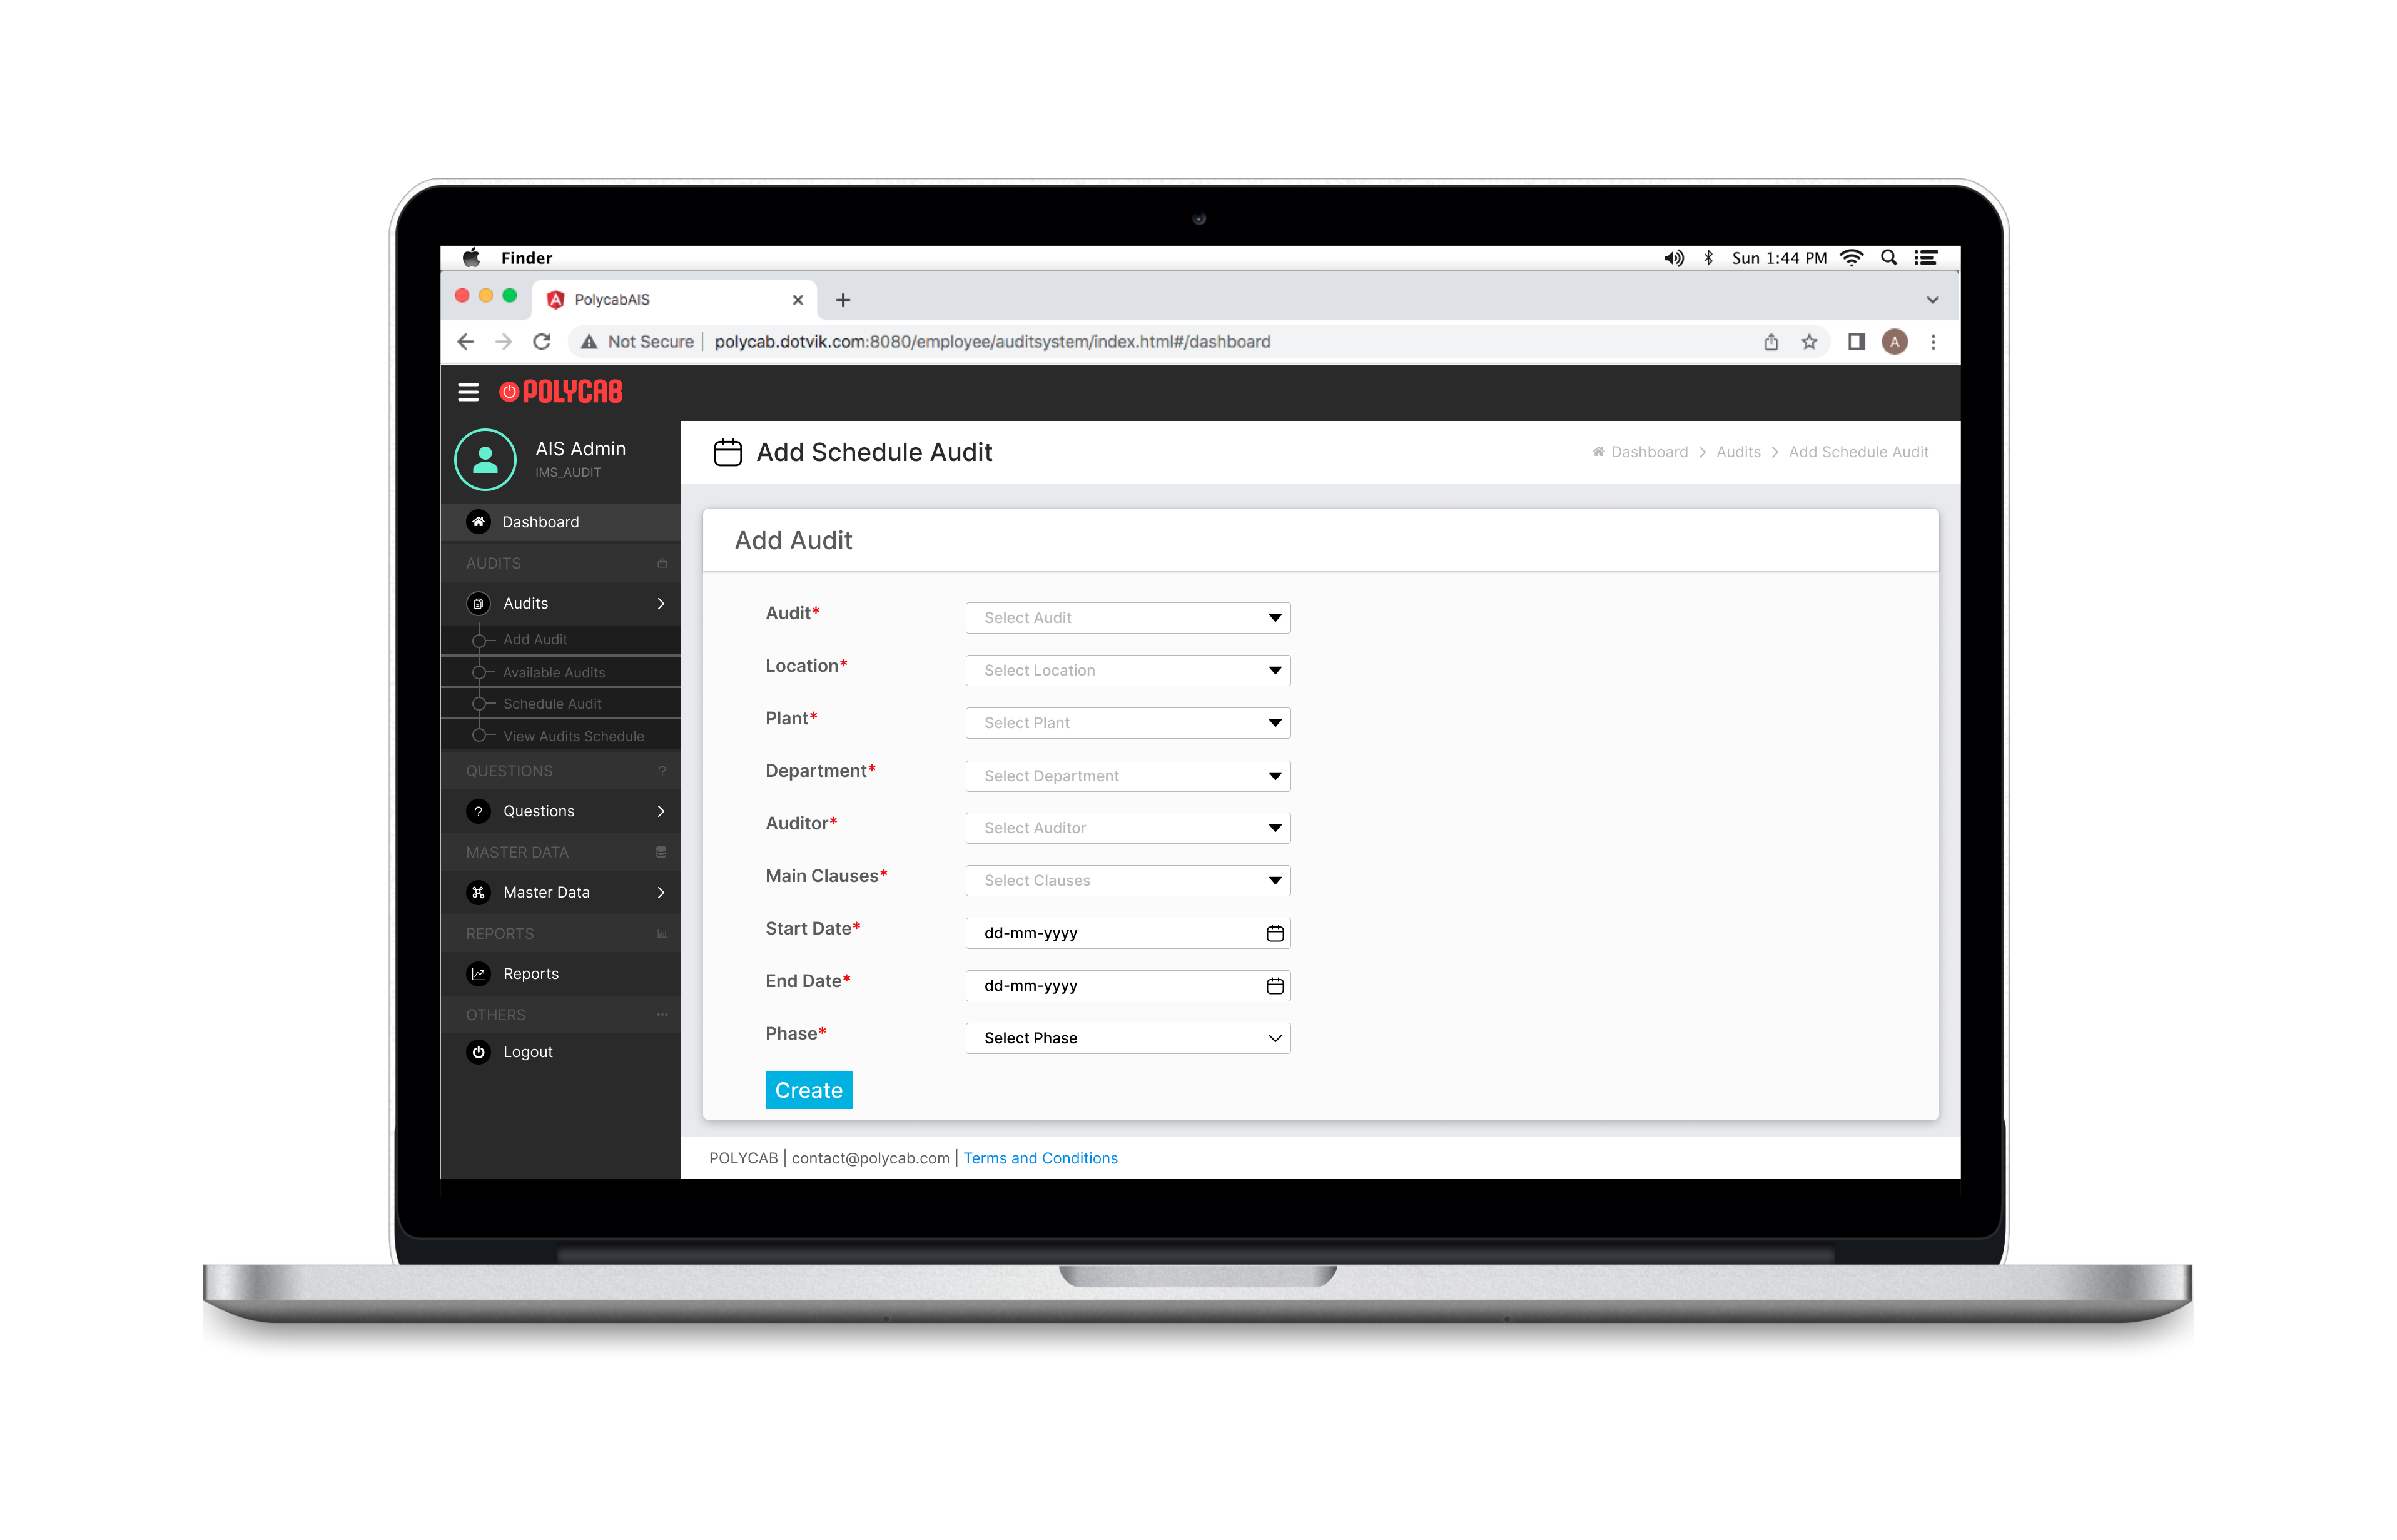 Finder
Sun 1:44 PM
PolycabAIS
Not Secure | polycab.dotvik.com:8080/employee/auditsystem/index.html#/dashboard
A
POLYCAB
AIS Admin
IMS_AUDIT
Dashboard
AUDITS
Audits
Add Audit
Available Audits
Schedule Audit
View Audits Schedule
QUESTIONS ?
? Questions
MASTER DATA
Master Data
REPORTS
Reports
OTHERS
Logout
Add Schedule Audit
Dashboard > Audits > Add Schedule Audit
Add Audit
Audit* Select Audit
Location* Select Location
Plant* Select Plant
Department* Select Department
Auditor* Select Auditor
Main Clauses* Select Clauses
Start Date* dd-mm-yyyy
End Date* dd-mm-yyyy
Phase* Select Phase
Create
POLYCAB | contact@polycab.com | Terms and Conditions